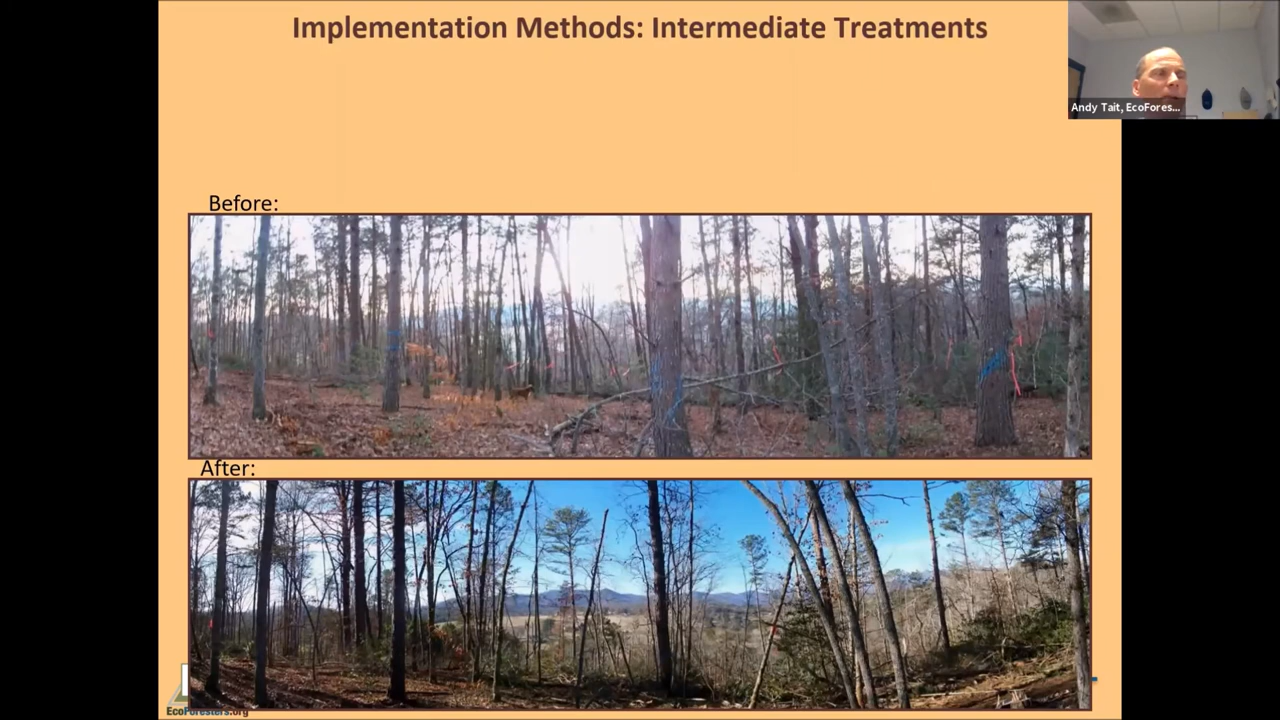 Implementation Methods: Intermediate Treatments
Andy Tait, EcoFores...
Before:
After:
EcoForesters.org